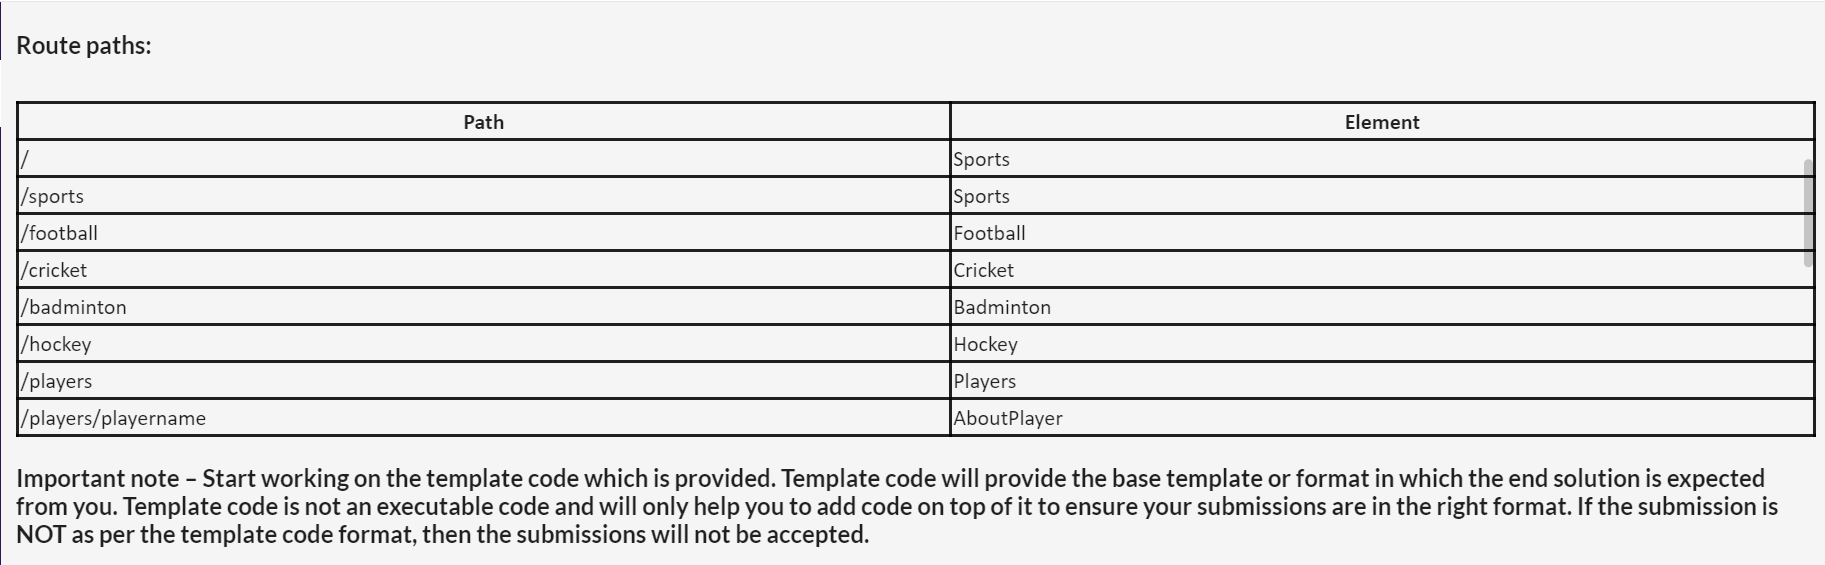 Route paths:
Path Element
/ Sports
/sports Sports
/football Football
/cricket Cricket
/badminton Badminton
/hockey Hockey
/players Players
/players/playername AboutPlayer
Important note – Start working on the template code which is provided. Template code will provide the base template or format in which the end solution is expected
from you. Template code is not an executable code and will only help you to add code on top of it to ensure your submissions are in the right format. If the submission is
NOT as per the template code format, then the submissions will not be accepted.